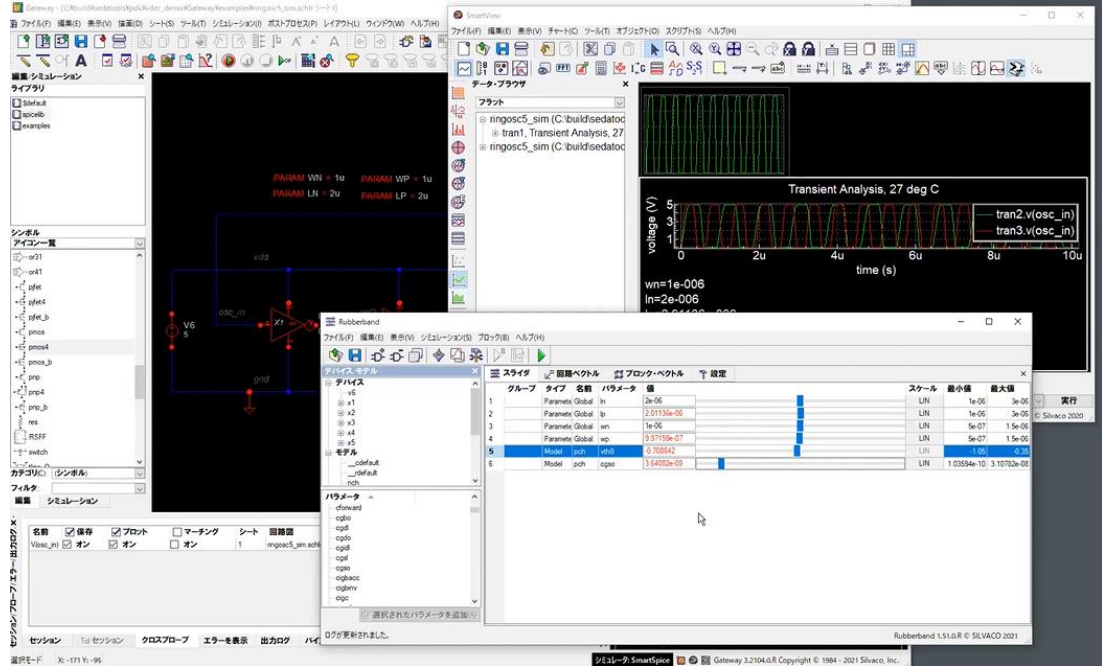 Gateway - [C:¥build¥sedatools¥pdk¥vdec_demo¥Gateway¥examples¥ringosc5_sim.schlr シート1]
ファイル(F) 編集(E) 表示(V) 描画(D) シート(S) ツール(T) シミュレーション(I) ポストプロセス(P) レイアウト(L) ウィンドウ(W) ヘルプ(H)
編集/シミュレーション
ライブラリ
$default
spicelib
examples
シンボル
アイコン一覧
or31
or41
pjfet
pjfet4
pjfet_b
pmos
pmos4
pmos_b
pnp
pnp4
pnp_b
res
RSFF
switch
カテゴリ(C): (シンボル)
フィルタ:
編集 シミュレーション
PARAM WN = 1u PARAM WP = 1u
PARAM LN = 2u PARAM LP = 2u
vdd
osc_in
X1
V6
5
gnd
SmartView
ファイル(F) 編集(E) 表示(V) チャート(C) ツール(T) オブジェクト(O) スクリプト(S) ヘルプ(H)
データ・ブラウザ
フラット
ringosc5_sim (C:\build\sedatoc
tran1, Transient Analysis, 27
ringosc5_sim (C:\build\sedatoc
Transient Analysis, 27 deg C
voltage (V)
5
3
1
tran2.v(osc_in)
tran3.v(osc_in)
0 2u 4u 6u 8u 10u
time (s)
wn=1e-006
ln=2e-006
実行
© Silvaco 2020
Rubberband
ファイル(F) 編集(E) 表示(V) シミュレーション(S) ブロック(B) ヘルプ(H)
デバイス モデル
デバイス
v6
x1
x2
x3
x4
x5
モデル
__cdefault
__rdefault
nch
パラメータ
cforward
cgbo
cgdl
cgdo
cgidl
cgsl
cgso
cigbacc
cigbinv
cigc
選択されたパラメータを追加(A)
スライダ 回路ベクトル ブロック・ベクトル 設定
グループ タイプ 名前 パラメータ 値 スケール 最小値 最大値
1 Paramete Global ln 2e-06 LIN 1e-06 3e-06
2 Paramete Global lp 2.01136e-06 LIN 1e-06 3e-06
3 Paramete Global wn 1e-06 LIN 5e-07 1.5e-06
4 Paramete Global wp 9.97159e-07 LIN 5e-07 1.5e-06
5 Model pch vth0 -0.708642 LIN -1.05 -0.35
6 Model pch cgso 3.64082e-09 LIN 1.03594e-10 3.10782e-08
ログが更新されました。
Rubberband 1.51.0.R © SILVACO 2021
名前 保存 プロット マーチング シート 回路図
V(osc_in) オン オン オン 1 ringosc5_sim.schl
セッション Tcl セッション クロスプローブ エラーを表示 出力ログ
選択モード X: -171 Y: -95
シミュレータ: SmartSpice
Gateway 3.2104.0.R Copyright © 1984 - 2021 Silvaco, Inc.